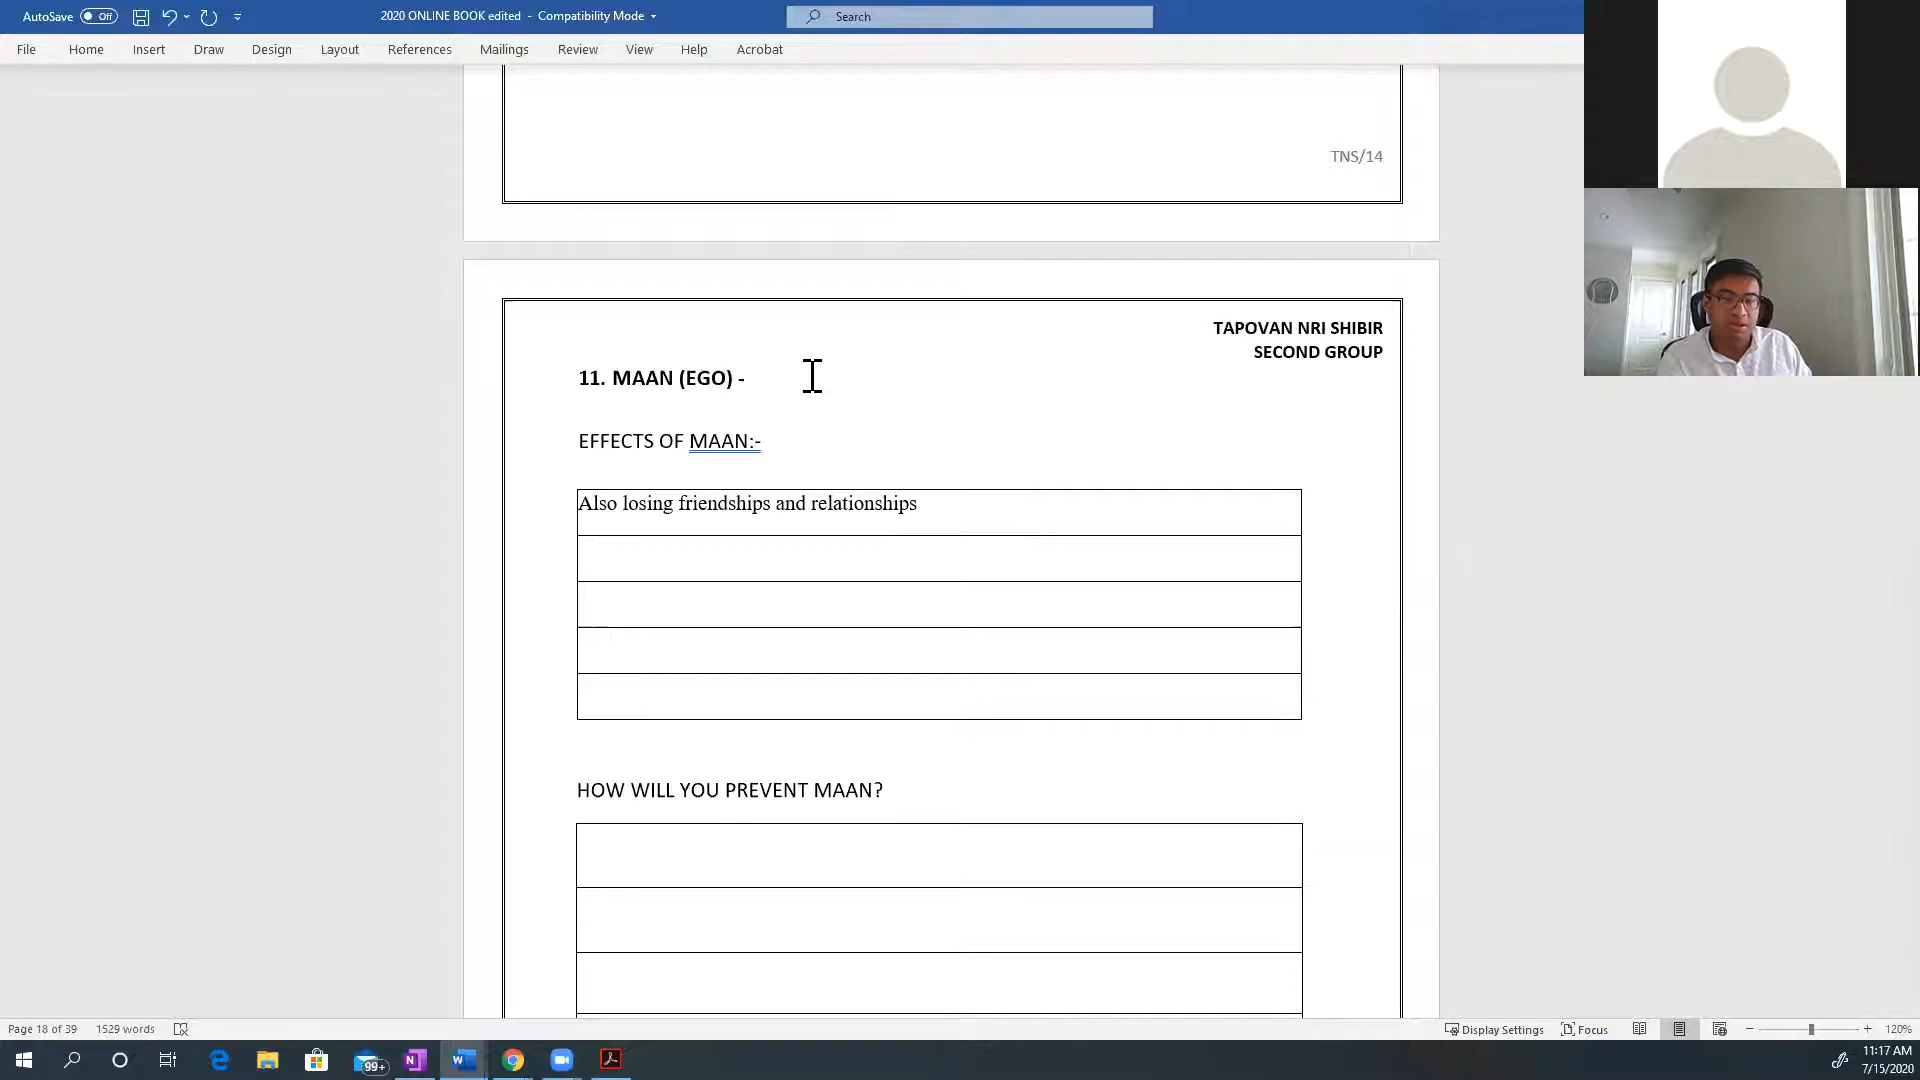 AutoSave Off 2020 ONLINE BOOK edited - Compatibility Mode Search
File Home Insert Draw Design Layout References Mailings Review View Help Acrobat
TNS/14
TAPOVAN NRI SHIBIR
SECOND GROUP
11. MAAN (EGO) -
EFFECTS OF MAAN:-
Also losing friendships and relationships
HOW WILL YOU PREVENT MAAN?
Page 18 of 39 1529 words Display Settings Focus 120%
99+
11:17 AM
7/15/2020